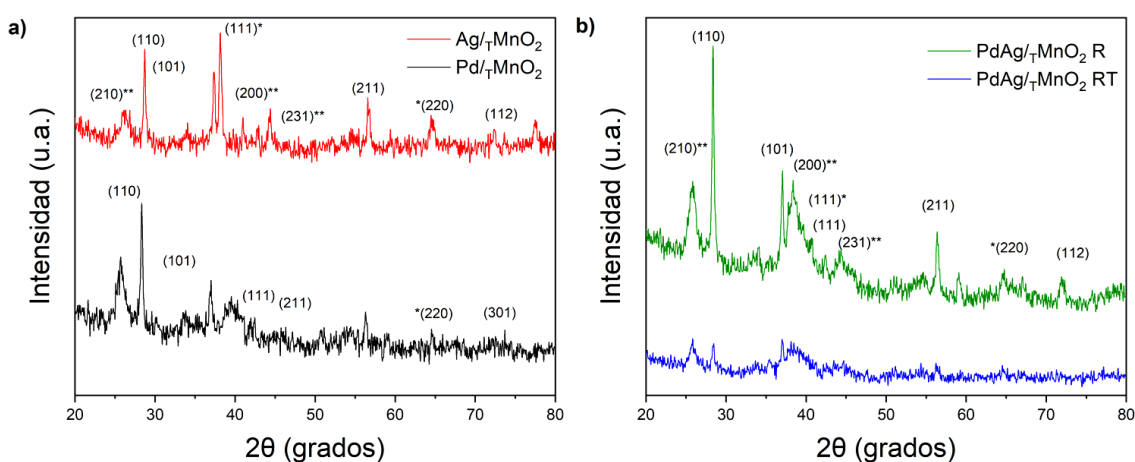 a)
Intensidad (u.a.)
(111)*
(110)
(101)
(210)**
(200)**
(231)**
(211)
*(220)
(112)
Ag/TMnO2
Pd/TMnO2
(110)
(101)
(111)
(211)
*(220)
(301)
20 30 40 50 60 70 80
2θ (grados)
b)
Intensidad (u.a.)
(110)
PdAg/TMnO2 R
PdAg/TMnO2 RT
(210)**
(101)
(200)**
(111)*
(111)
(231)**
(211)
*(220)
(112)
20 30 40 50 60 70 80
2θ (grados)